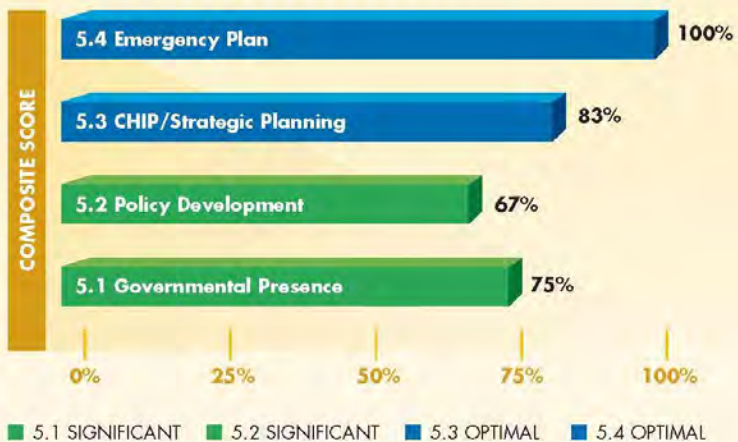 COMPOSITE SCORE
5.4 Emergency Plan
100%
5.3 CHIP/Strategic Planning
83%
5.2 Policy Development
67%
5.1 Governmental Presence
75%
0% 25% 50% 75% 100%
5.1 SIGNIFICANT 5.2 SIGNIFICANT 5.3 OPTIMAL 5.4 OPTIMAL